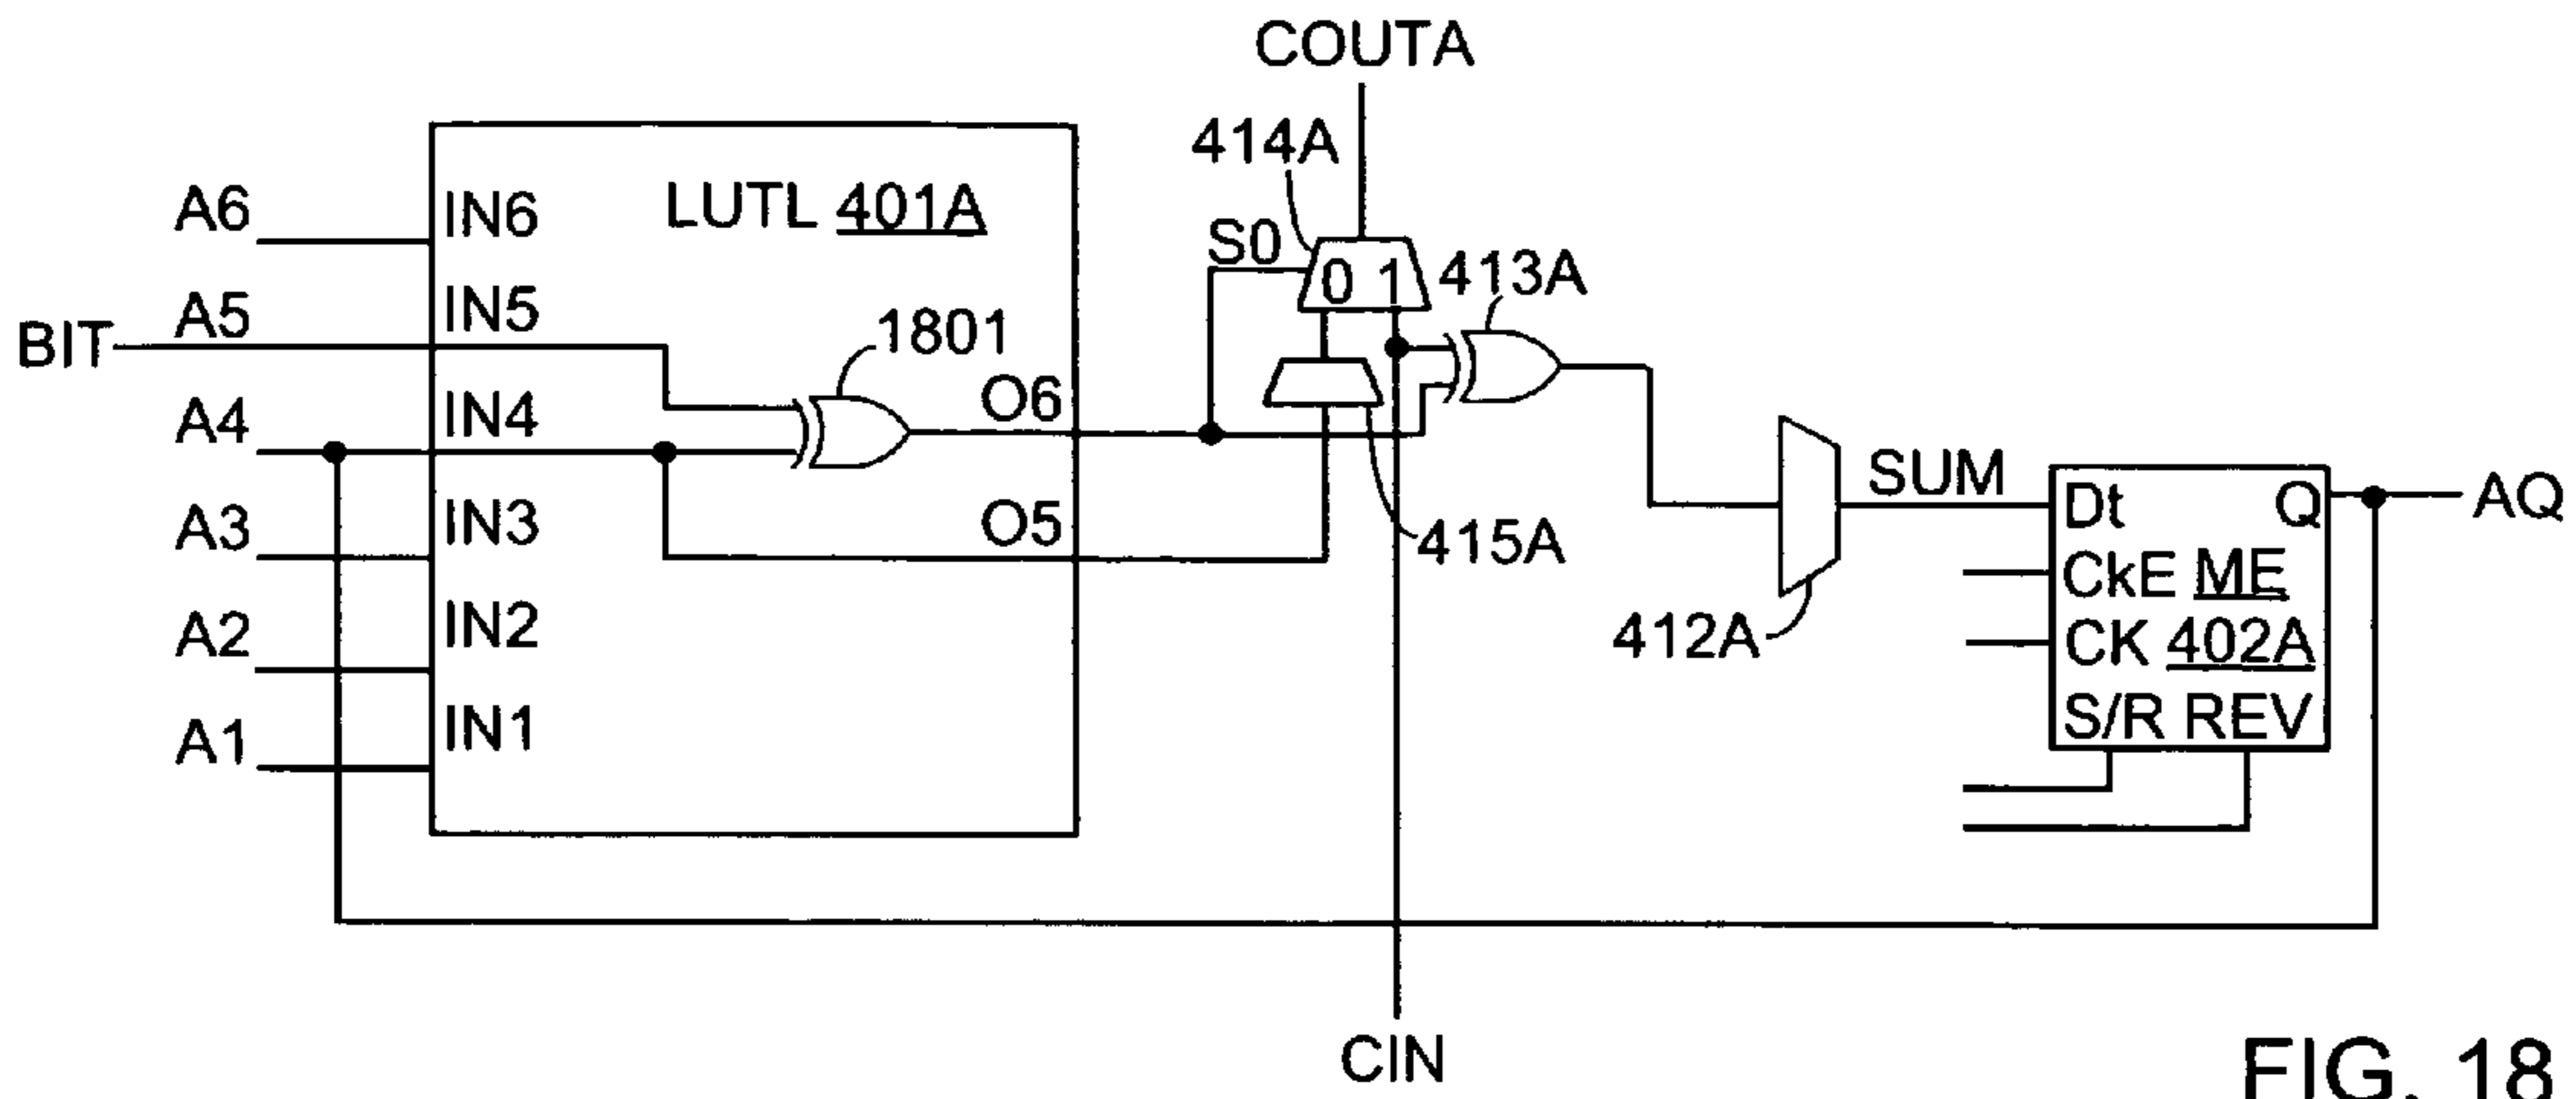 COUTA
414A
A6
IN6
LUTL 401A
S0
0 1
413A
A5
IN5
BIT
1801
A4
IN4
O6
SUM
Dt
Q
AQ
A3
IN3
O5
415A
CkE ME
A2
IN2
412A
CK 402A
A1
IN1
S/R REV
CIN
FIG. 18